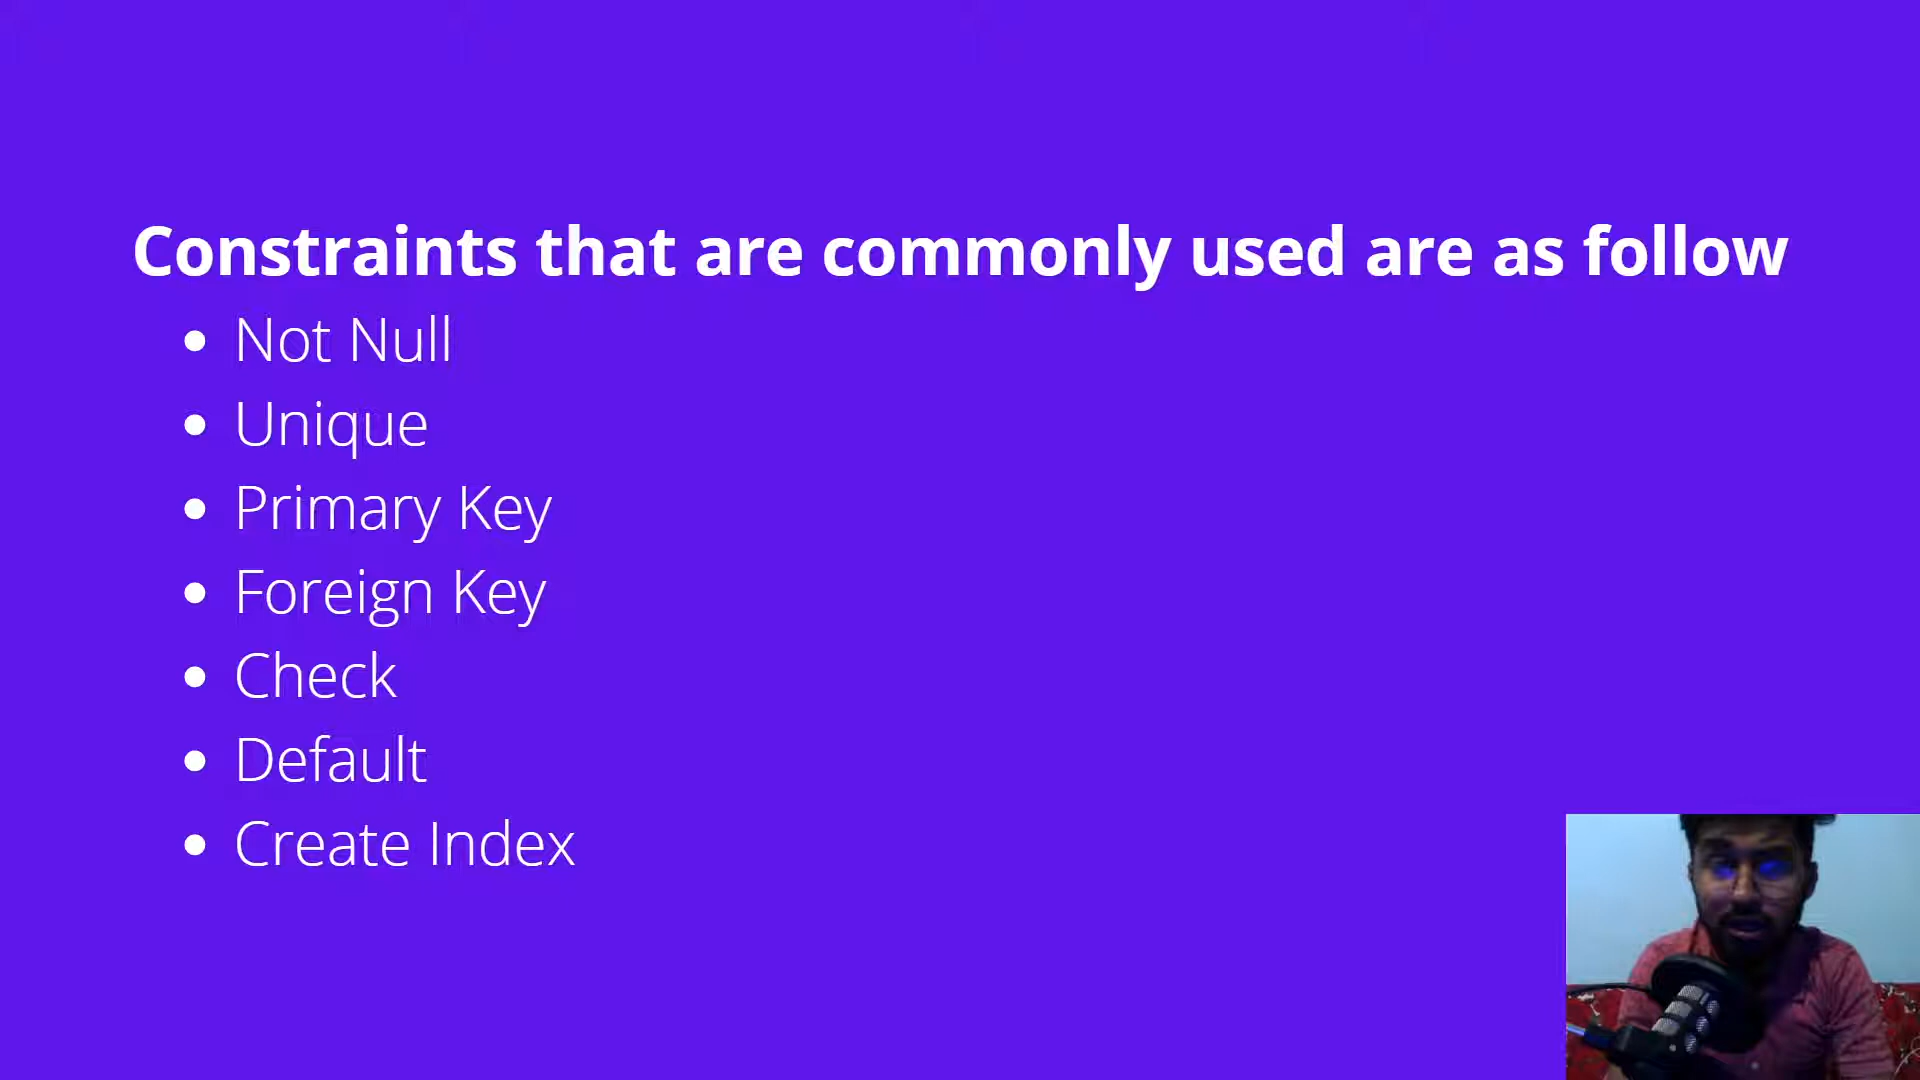 Constraints that are commonly used are as follow
Not Null
Unique
Primary Key
Foreign Key
Check
Default
Create Index